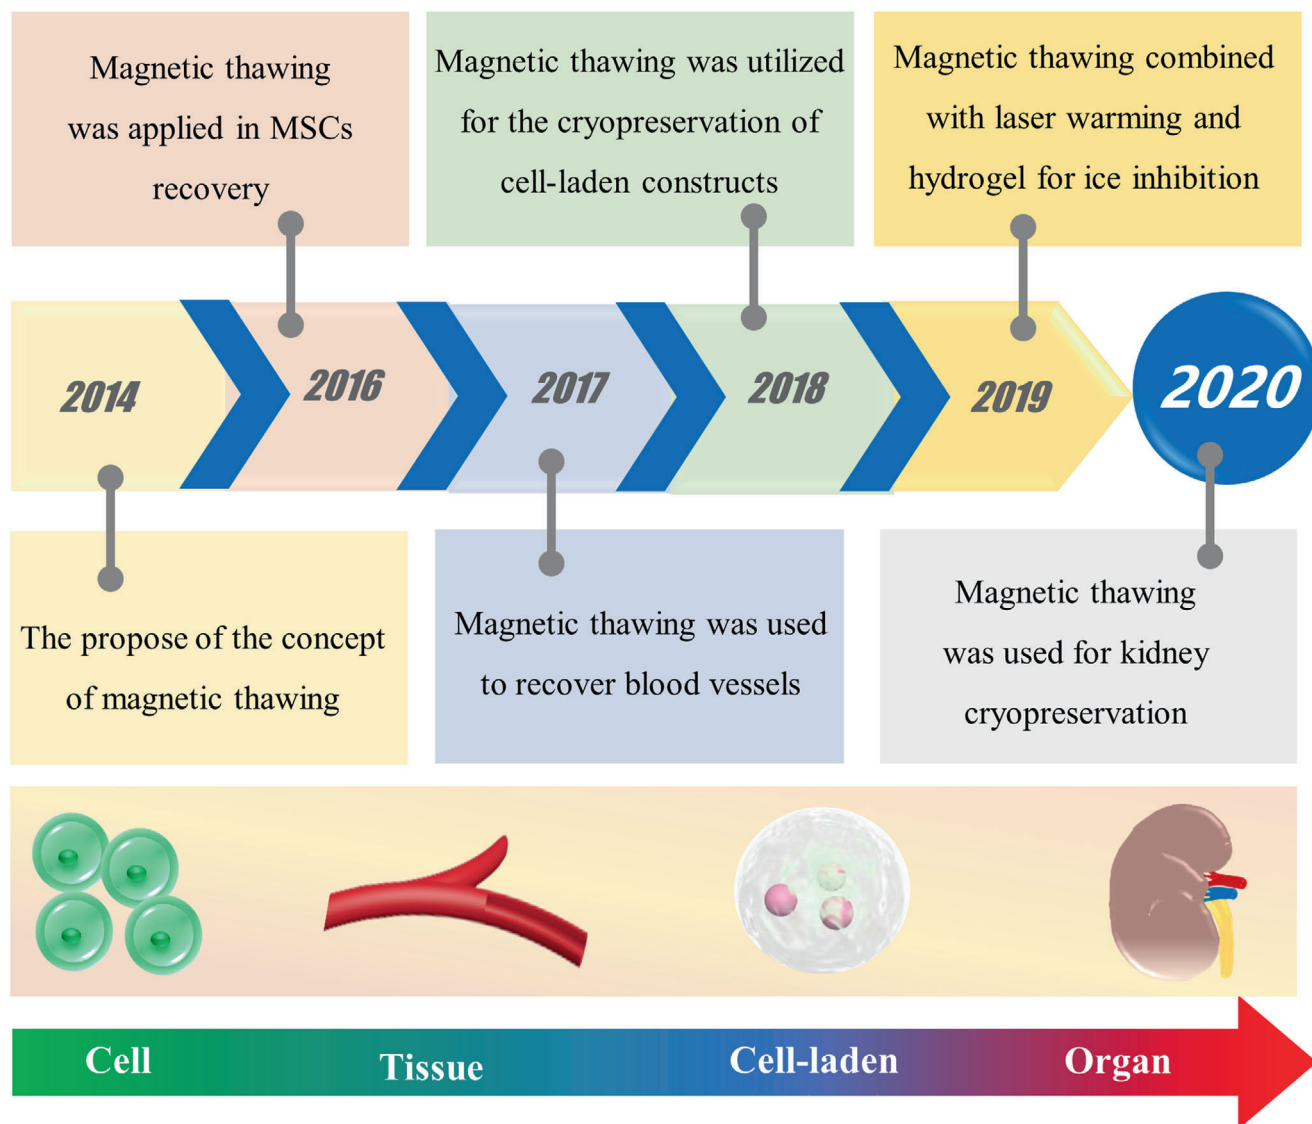 Magnetic thawing
was applied in MSCs
recovery
Magnetic thawing was utilized
for the cryopreservation of
cell-laden constructs
Magnetic thawing combined
with laser warming and
hydrogel for ice inhibition
2014
2016
2017
2018
2019
2020
The propose of the concept
of magnetic thawing
Magnetic thawing was used
to recover blood vessels
Magnetic thawing
was used for kidney
cryopreservation
Cell
Tissue
Cell-laden
Organ